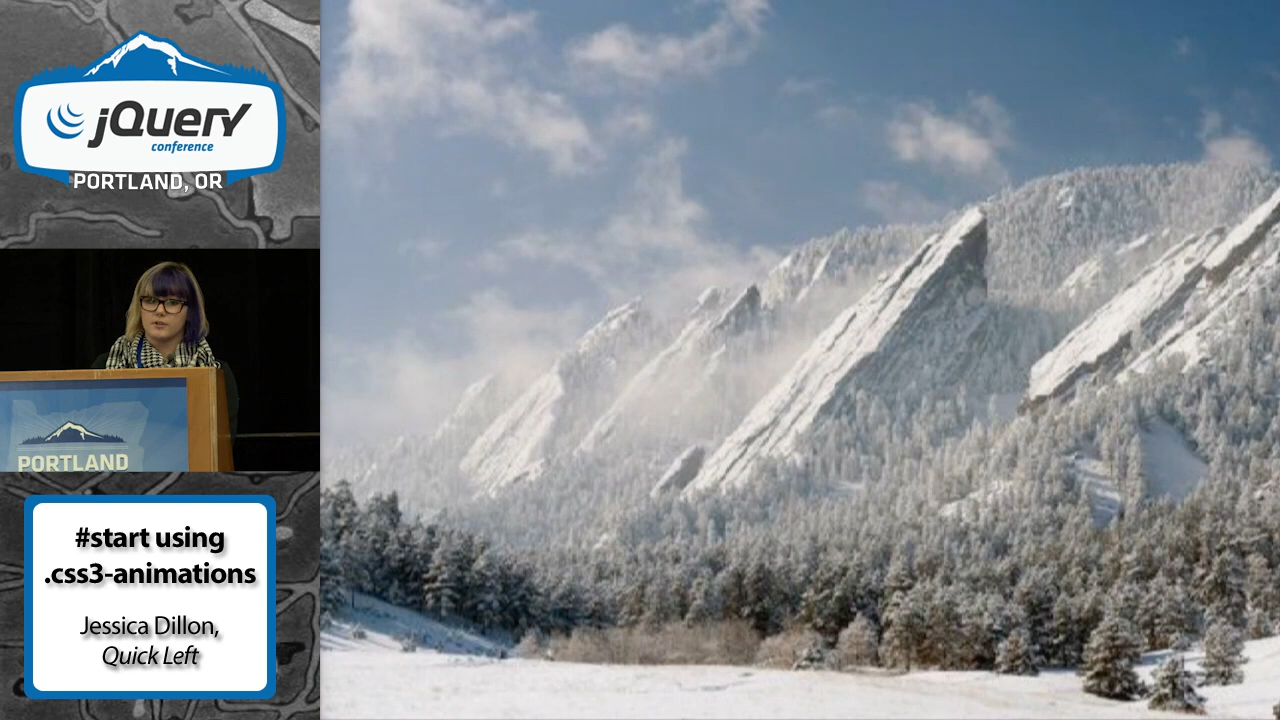 jQuery
conference
PORTLAND, OR
PORTLAND
#start using
.css3-animations
Jessica Dillon,
Quick Left